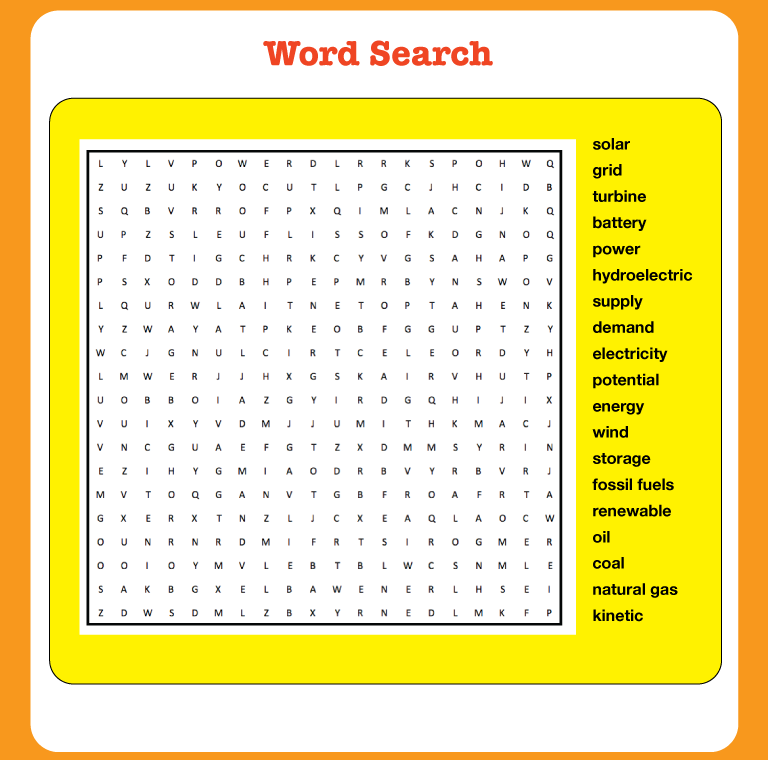 Word Search
L Y L V P O W E R D L R R K S P O H W Q
Z U Z U K Y O C U T L P G C J H C I D B
S Q B V R R O F P X Q I M L A C N J K Q
U P Z S L E U F L I S S O F K D G N O Q
P F D T I G C H R K C Y V G S A H A P G
P S X O D D B H P E P M R B Y N S W O V
L Q U R W L A I T N E T O P T A H E N K
Y Z W A Y A T P K E O B F G G U P T Z Y
W C J G N U L C I R T C E L E O R D Y H
L M W E R J J H X G S K A I R V H U T P
U O B B O I A Z G Y I R D G Q H I J I X
V U I X Y V D M J J U M I T H K M A C J
V N C G U A E F G T Z X D M M S Y R I N
E Z I H Y G M I A O D R B V Y R B V R J
M V T O Q G A N V T G B F R O A F R T A
G X E R X T N Z L J C X E A Q L A O C W
O U N R N R D M I F R T S I R O G M E R
O O I O Y M V L E B T B L W C S N M L E
S A K B G X E L B A W E N E R L H S E I
Z D W S D M L Z B X Y R N E D L M K F P
solar
grid
turbine
battery
power
hydroelectric
supply
demand
electricity
potential
energy
wind
storage
fossil fuels
renewable
oil
coal
natural gas
kinetic